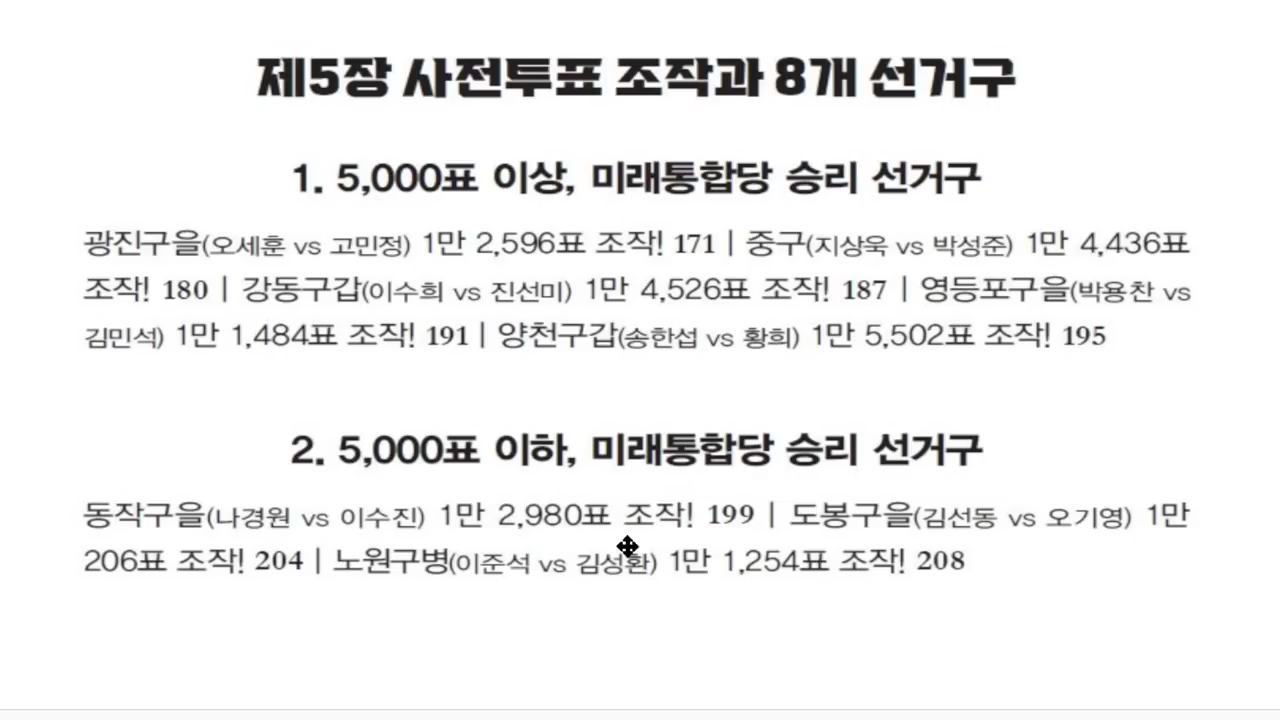 제5장 사전투표 조작과 8개 선거구
1. 5,000표 이상, 미래통합당 승리 선거구
광진구을(오세훈 vs 고민정) 1만 2,596표 조작! 171 | 중구(지상욱 vs 박성준) 1만 4,436표
조작! 180 | 강동구갑(이수희 vs 진선미) 1만 4,526표 조작! 187 | 영등포구을(박용찬 vs
김민석) 1만 1,484표 조작! 191 | 양천구갑(송한섭 vs 황희) 1만 5,502표 조작! 195
2. 5,000표 이하, 미래통합당 승리 선거구
동작구을(나경원 vs 이수진) 1만 2,980표 조작! 199 | 도봉구을(김선동 vs 오기영) 1만
206표 조작! 204 | 노원구병(이준석 vs 김성환) 1만 1,254표 조작! 208